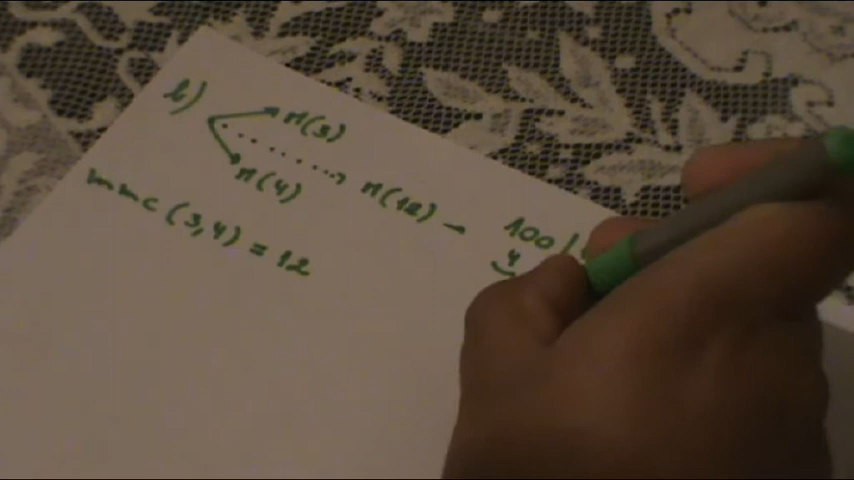 b)
n(3)
n(4)
n(12) → 100
4
mmc(3,4) = 12